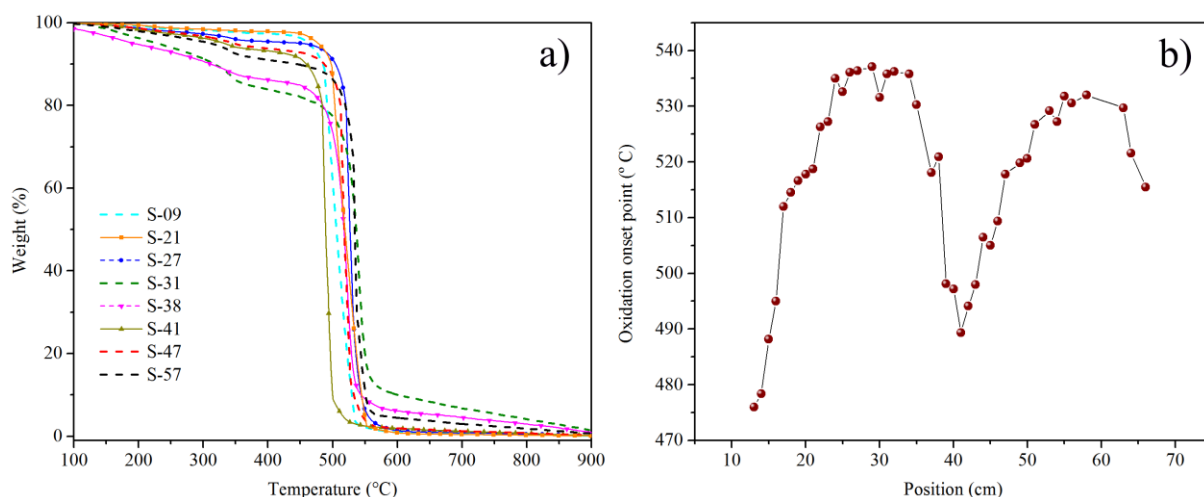 a)
100
80
60
40
20
0
Weight (%)
S-09
S-21
S-27
S-31
S-38
S-41
S-47
S-57
100 200 300 400 500 600 700 800 900
Temperature (°C)
b)
540
530
520
510
500
490
480
470
Oxidation onset point (° C)
10 20 30 40 50 60 70
Position (cm)